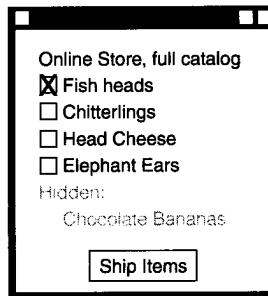 Online Store, full catalog
Fish heads
Chitterlings
Head Cheese
Elephant Ears
Hidden:
Chocolate Bananas
Ship Items